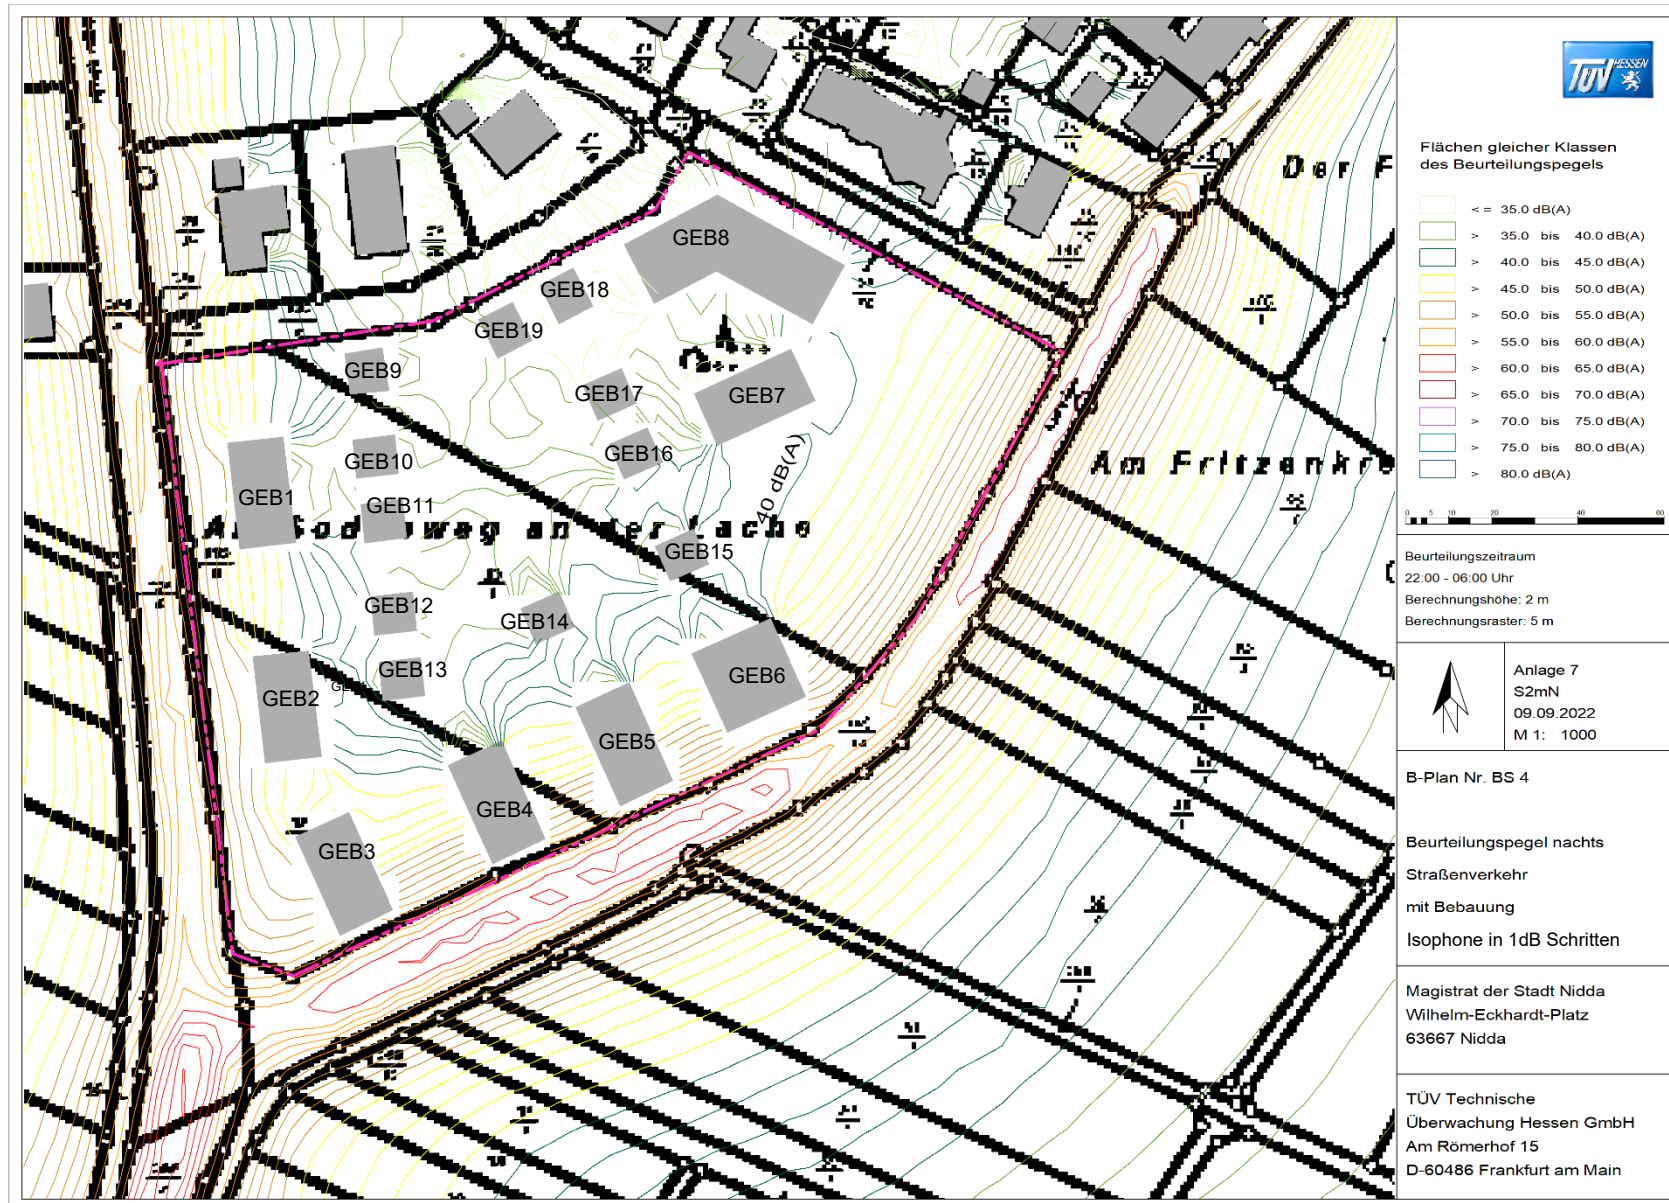 TÜV HESSEN
Flächen gleicher Klassen
des Beurteilungspegels
<= 35.0 dB(A)
> 35.0 bis 40.0 dB(A)
> 40.0 bis 45.0 dB(A)
> 45.0 bis 50.0 dB(A)
> 50.0 bis 55.0 dB(A)
> 55.0 bis 60.0 dB(A)
> 60.0 bis 65.0 dB(A)
> 65.0 bis 70.0 dB(A)
> 70.0 bis 75.0 dB(A)
> 75.0 bis 80.0 dB(A)
> 80.0 dB(A)
0 5 10 20 40 60
Beurteilungszeitraum
22:00 - 06:00 Uhr
Berechnungshöhe: 2 m
Berechnungsraster: 5 m
Anlage 7
S2mN
09.09.2022
M 1: 1000
B-Plan Nr. BS 4
Beurteilungspegel nachts
Straßenverkehr
mit Bebauung
Isophone in 1dB Schritten
Magistrat der Stadt Nidda
Wilhelm-Eckhardt-Platz
63667 Nidda
TÜV Technische
Überwachung Hessen GmbH
Am Römerhof 15
D-60486 Frankfurt am Main
Der F
GEB8
GEB18
GEB19
GEB9
GEB17
GEB7
GEB16
GEB10
40 dB(A)
Am Fritzenkre
GEB1
GEB11
GEB15
GEB12
GEB14
GEB13
GEB6
GEB2
GEB5
GEB4
GEB3